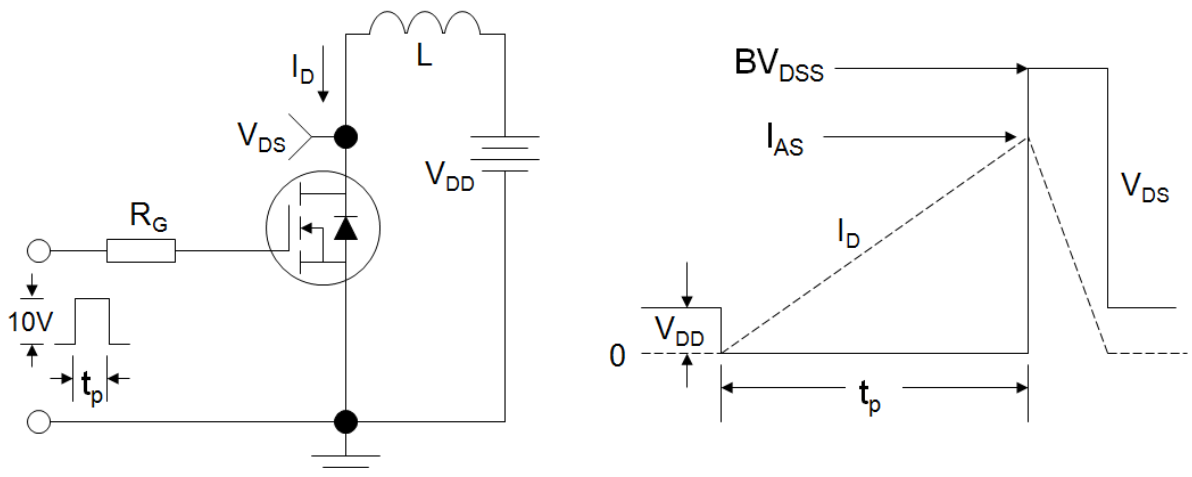 I_D
L
V_DS
V_DD
R_G
10V
t_p
BV_DSS
I_AS
V_DS
I_D
V_DD
0
t_p